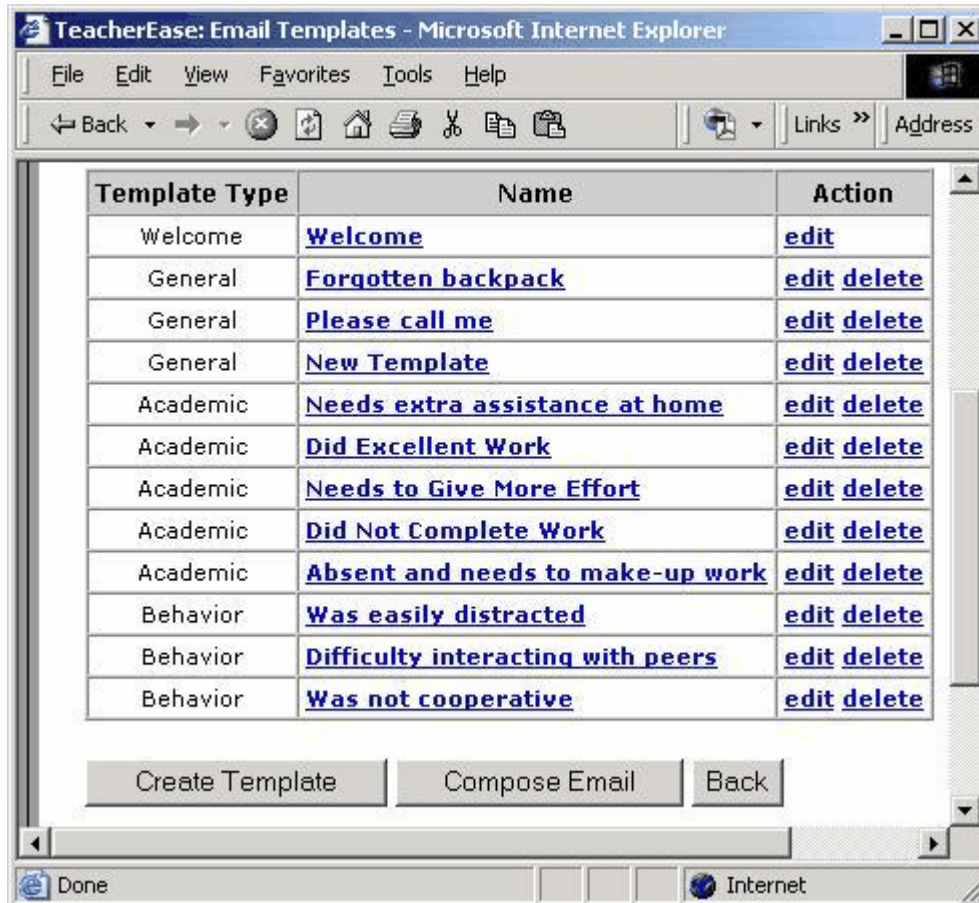 TeacherEase: Email Templates - Microsoft Internet Explorer
File Edit View Favorites Tools Help
Back Links » Address
Template Type Name Action
Welcome Welcome edit
General Forgotten backpack edit delete
General Please call me edit delete
General New Template edit delete
Academic Needs extra assistance at home edit delete
Academic Did Excellent Work edit delete
Academic Needs to Give More Effort edit delete
Academic Did Not Complete Work edit delete
Academic Absent and needs to make-up work edit delete
Behavior Was easily distracted edit delete
Behavior Difficulty interacting with peers edit delete
Behavior Was not cooperative edit delete
Create Template Compose Email Back
Done Internet